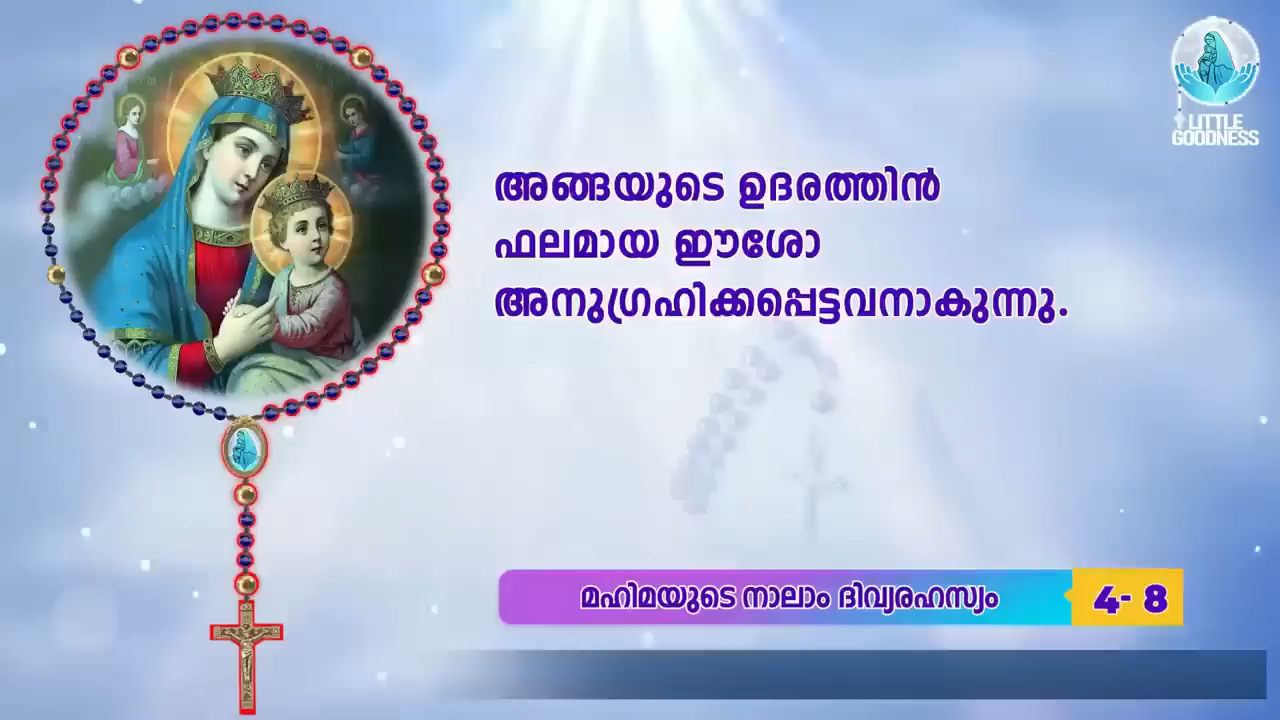 LITTLE
GOODNESS
അങ്ങയുടെ ഉദരത്തിൻ
ഫലമായ ഈശോ
അനുഗ്രഹിക്കപ്പെട്ടവനാകുന്നു.
മഹിമയുടെ നാലാം ദിവ്യരഹസ്യം 4- 8